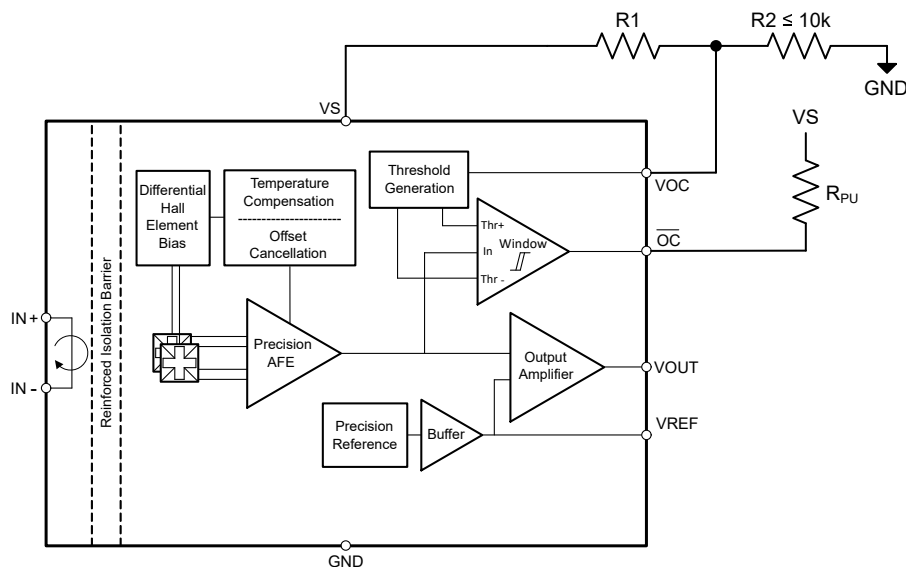 R1
R2 ≤ 10k
GND
VS
VS
R_PU
Differential
Hall
Element
Bias
Temperature
Compensation
Offset
Cancellation
Threshold
Generation
VOC
Thr+
In
Window
Thr -
OC
Reinforced Isolation Barrier
IN+
IN-
Precision
AFE
Output
Amplifier
VOUT
Precision
Reference
Buffer
VREF
GND